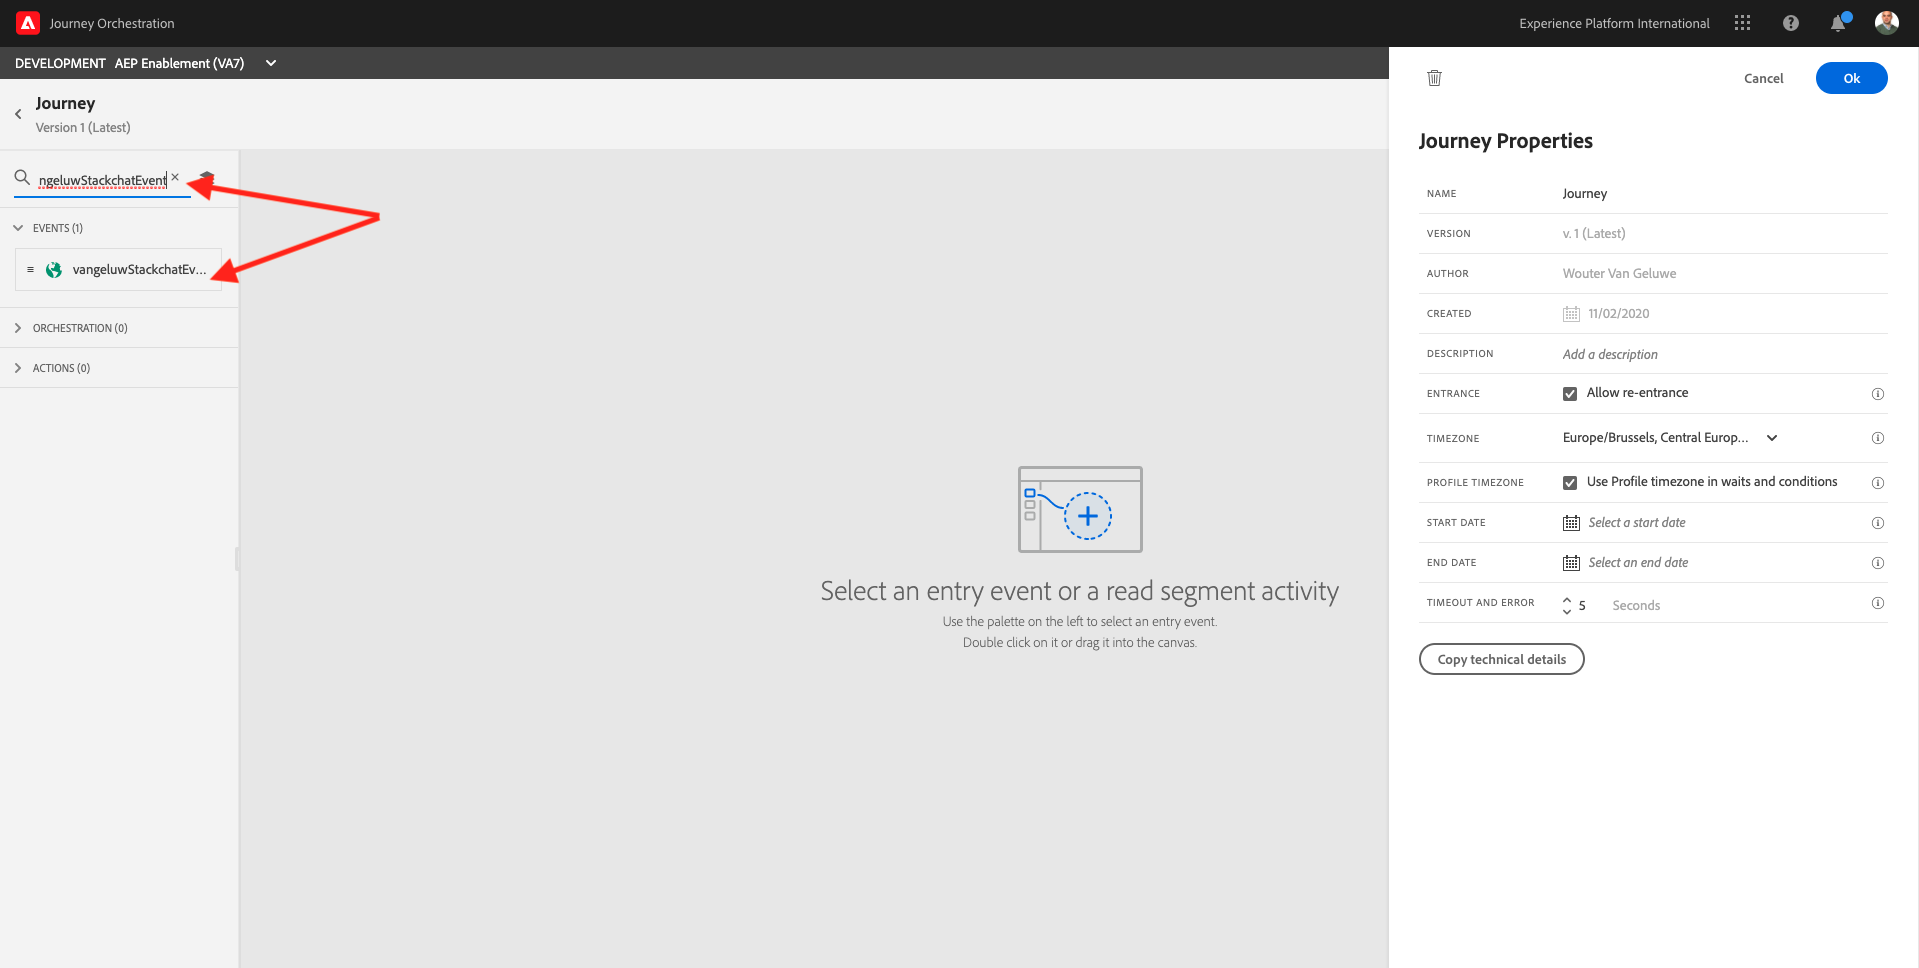 Journey Orchestration
Experience Platform International
DEVELOPMENT AEP Enablement (VA7)
Journey
Version 1 (Latest)
ngeluwStackchatEvent
EVENTS (1)
vangeluwStackchatEv...
ORCHESTRATION (0)
ACTIONS (0)
Select an entry event or a read segment activity
Use the palette on the left to select an entry event.
Double click on it or drag it into the canvas.
Cancel Ok
Journey Properties
NAME Journey
VERSION v. 1 (Latest)
AUTHOR Wouter Van Geluwe
CREATED 11/02/2020
DESCRIPTION Add a description
ENTRANCE Allow re-entrance
TIMEZONE Europe/Brussels, Central Europ...
PROFILE TIMEZONE Use Profile timezone in waits and conditions
START DATE Select a start date
END DATE Select an end date
TIMEOUT AND ERROR 5 Seconds
Copy technical details